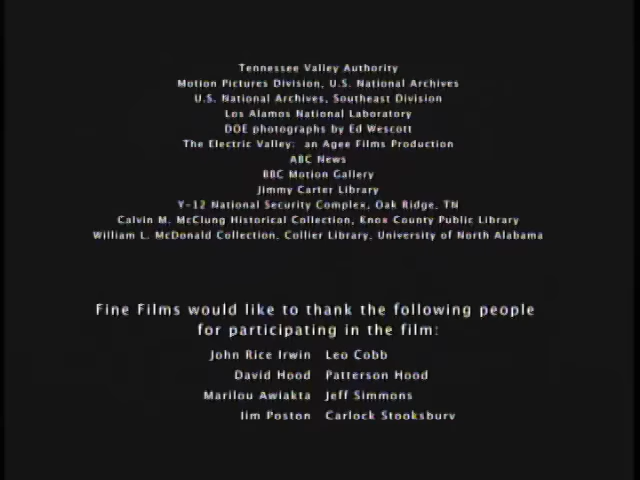 Tennessee Valley Authority
Motion Pictures Division, U.S. National Archives
U.S. National Archives, Southeast Division
Los Alamos National Laboratory
DOE photographs by Ed Wescott
The Electric Valley: an Agee Films Production
ABC News
BBC Motion Gallery
Jimmy Carter Library
Y-12 National Security Complex, Oak Ridge, TN
Calvin M. McClung Historical Collection, Knox County Public Library
William L. McDonald Collection, Collier Library, University of North Alabama
Fine Films would like to thank the following people
for participating in the film:
John Rice Irwin Leo Cobb
David Hood Patterson Hood
Marilou Awiakta Jeff Simmons
Jim Poston Carlock Stooksbury